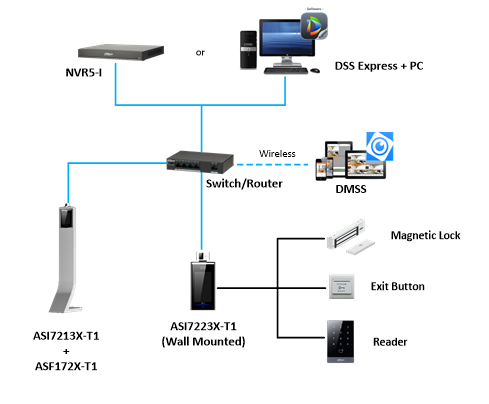 Software
or
NVR5-I
DSS Express + PC
Wireless
Switch/Router
DMSS
Magnetic Lock
Exit Button
ASI7213X-T1
+
ASF172X-T1
ASI7223X-T1
(Wall Mounted)
Reader